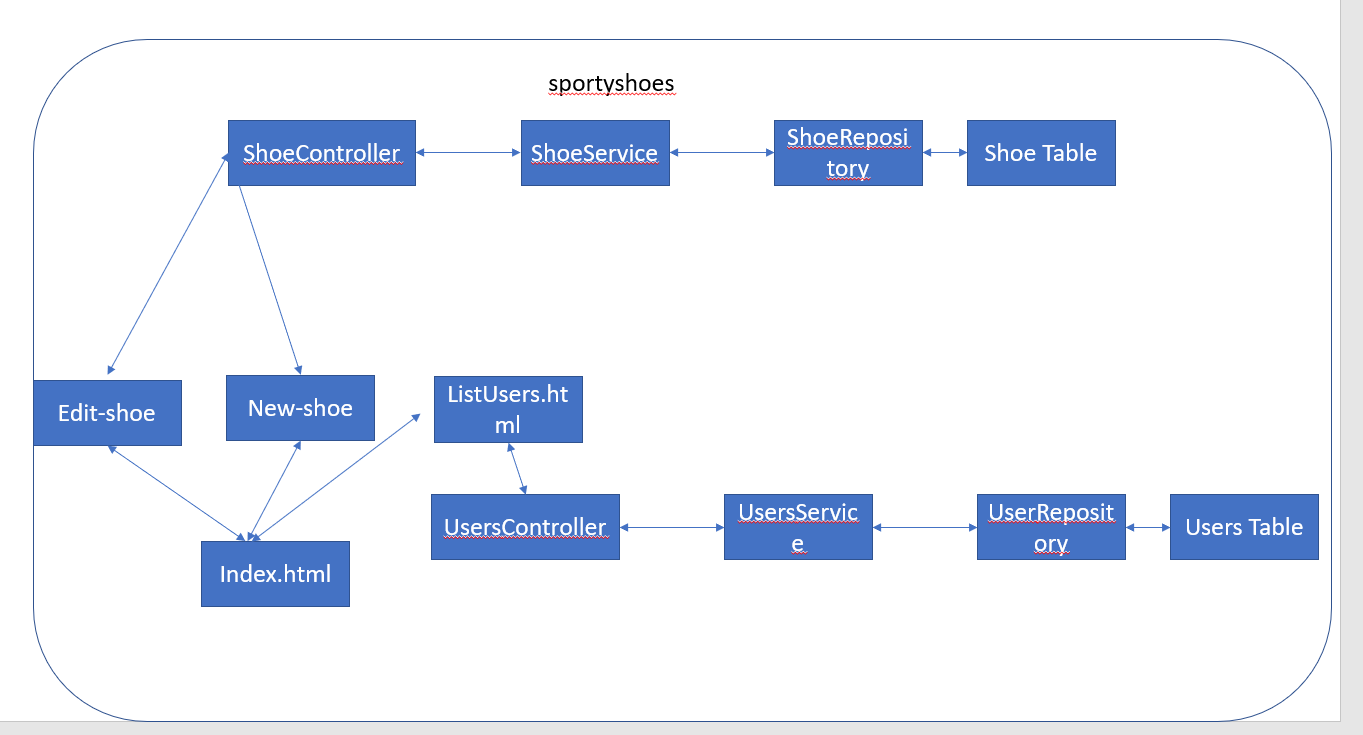 sportyshoes
ShoeController
ShoeService
ShoeReposi
tory
Shoe Table
Edit-shoe
New-shoe
ListUsers.ht
ml
UsersController
UsersServic
e
UserReposit
ory
Users Table
Index.html